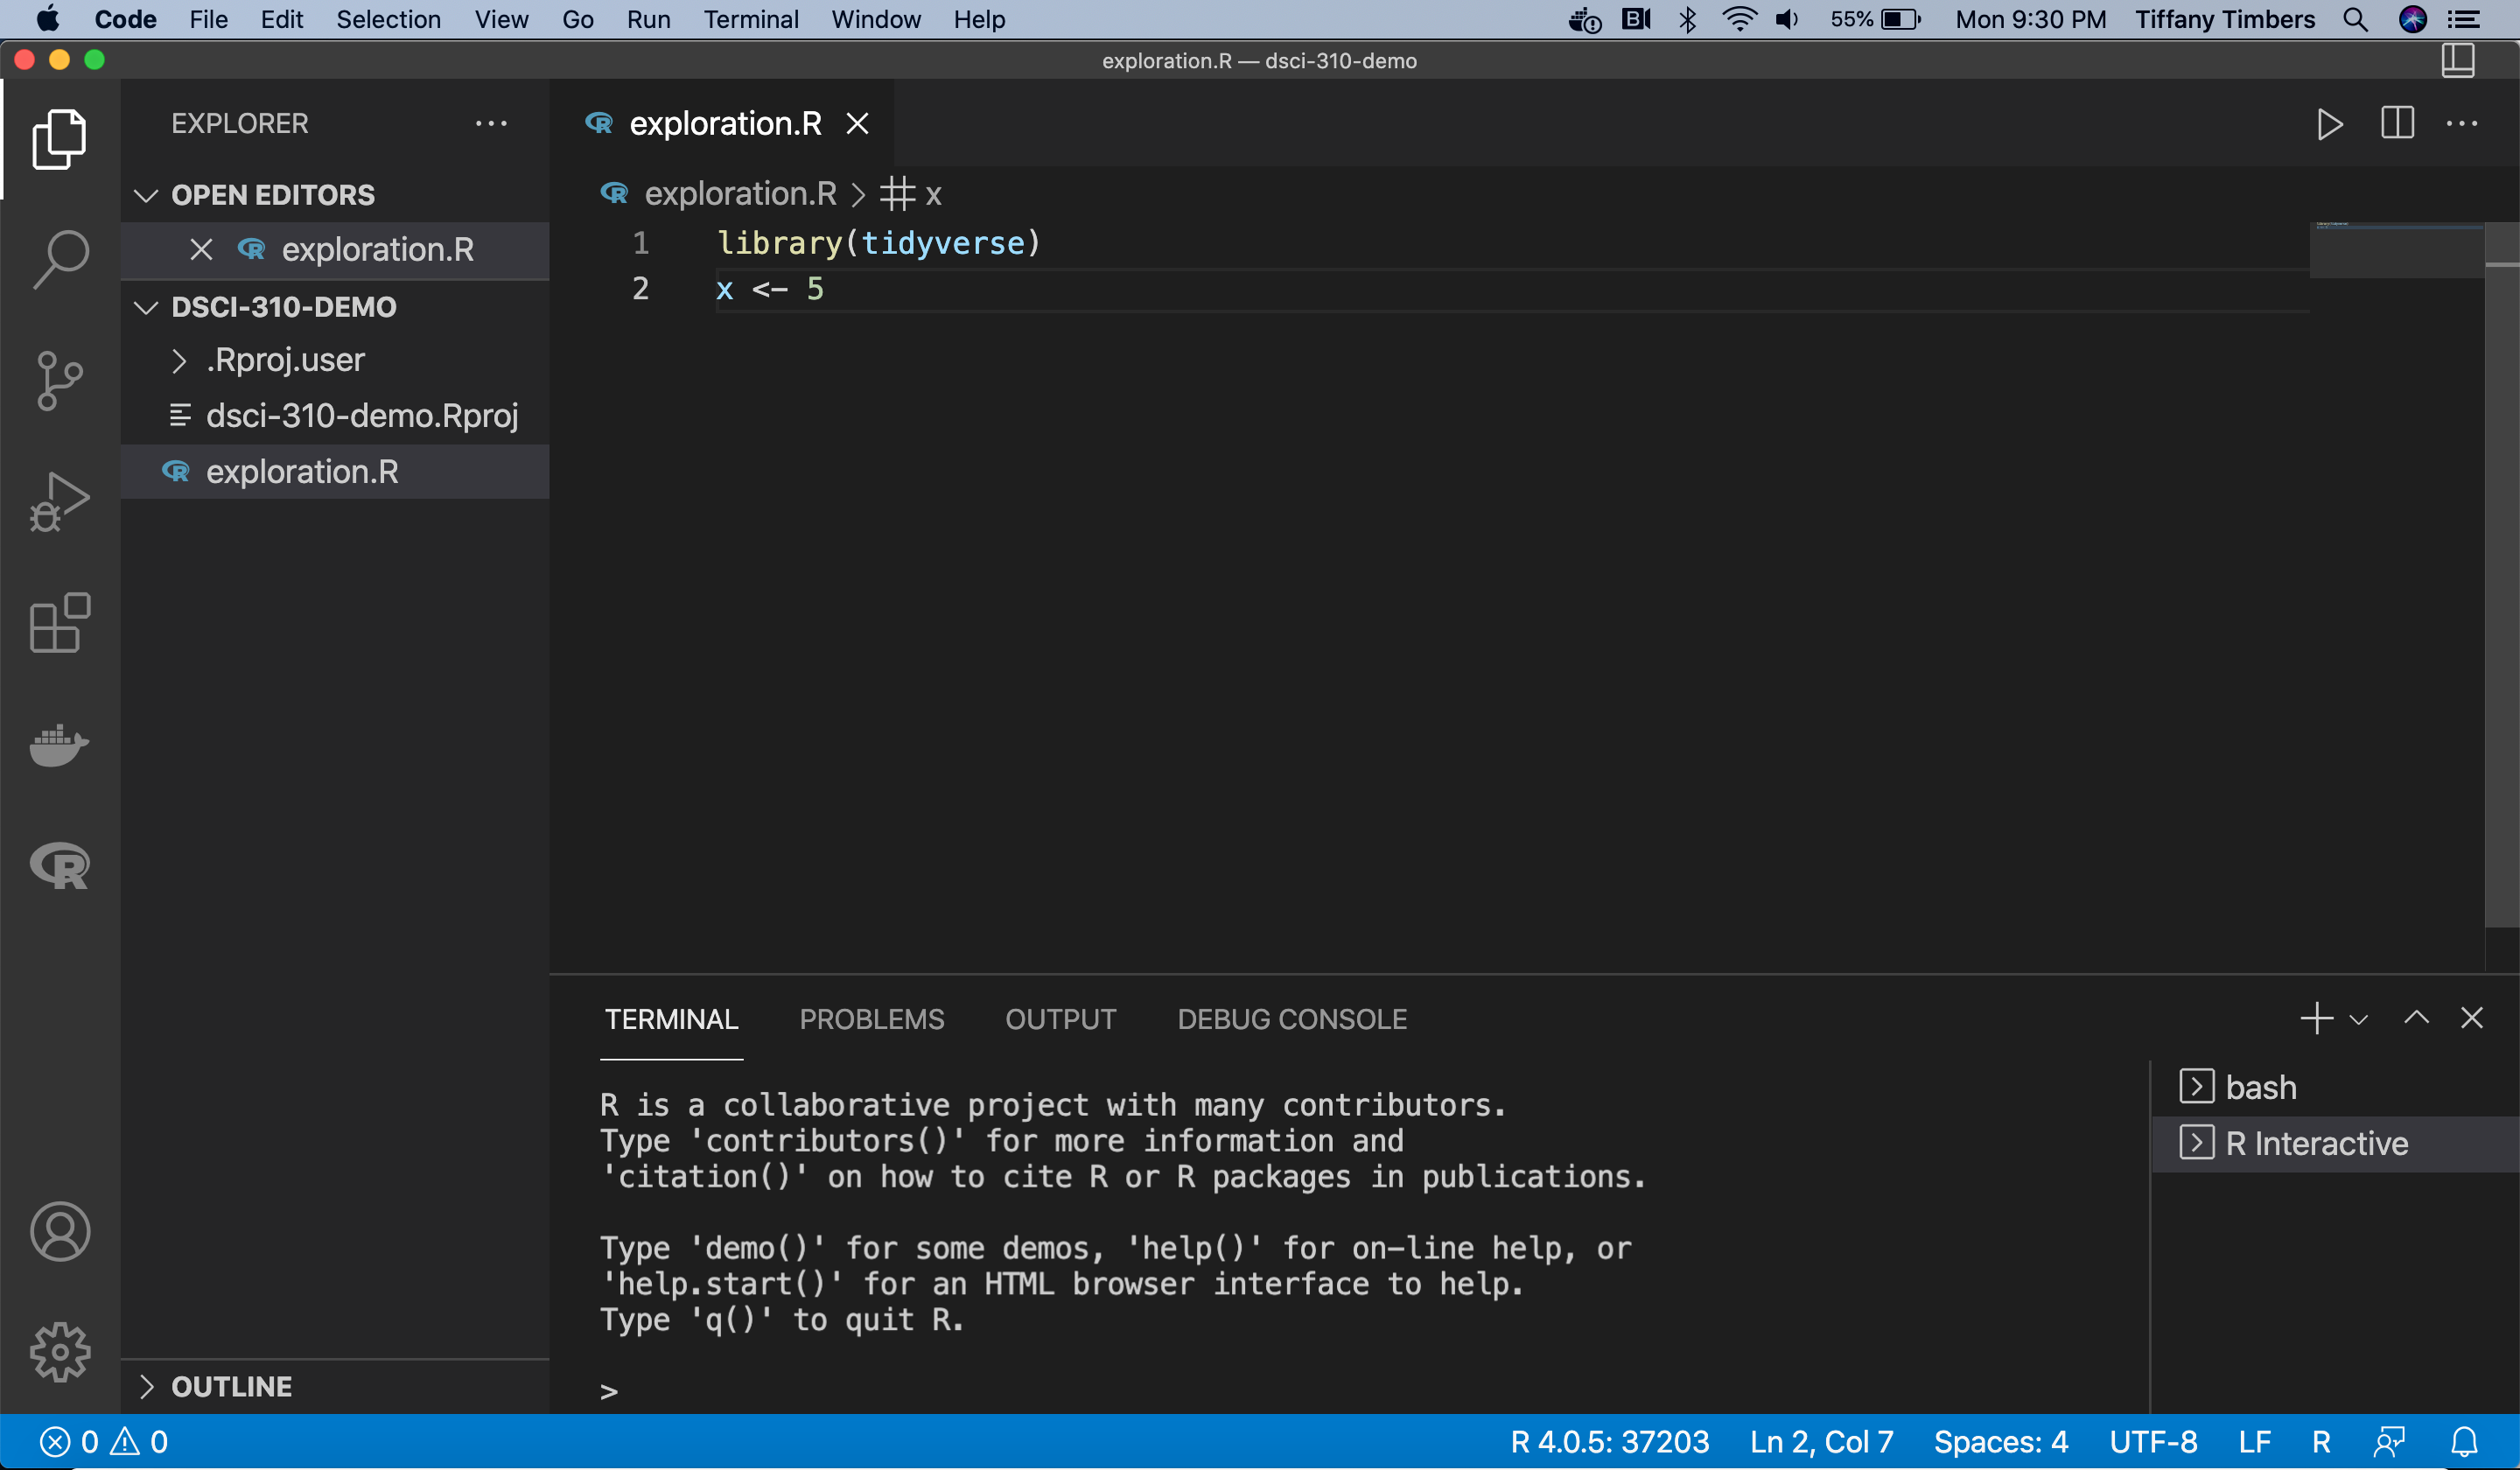 Code File Edit Selection View Go Run Terminal Window Help 55% Mon 9:30 PM Tiffany Timbers
exploration.R — dsci-310-demo
EXPLORER
OPEN EDITORS
exploration.R
DSCI-310-DEMO
.Rproj.user
dsci-310-demo.Rproj
exploration.R
OUTLINE
exploration.R
exploration.R > x
1 library(tidyverse)
2 x <- 5
TERMINAL PROBLEMS OUTPUT DEBUG CONSOLE
R is a collaborative project with many contributors.
Type 'contributors()' for more information and
'citation()' on how to cite R or R packages in publications.
Type 'demo()' for some demos, 'help()' for on-line help, or
'help.start()' for an HTML browser interface to help.
Type 'q()' to quit R.
>
bash
R Interactive
0 0 R 4.0.5: 37203 Ln 2, Col 7 Spaces: 4 UTF-8 LF R